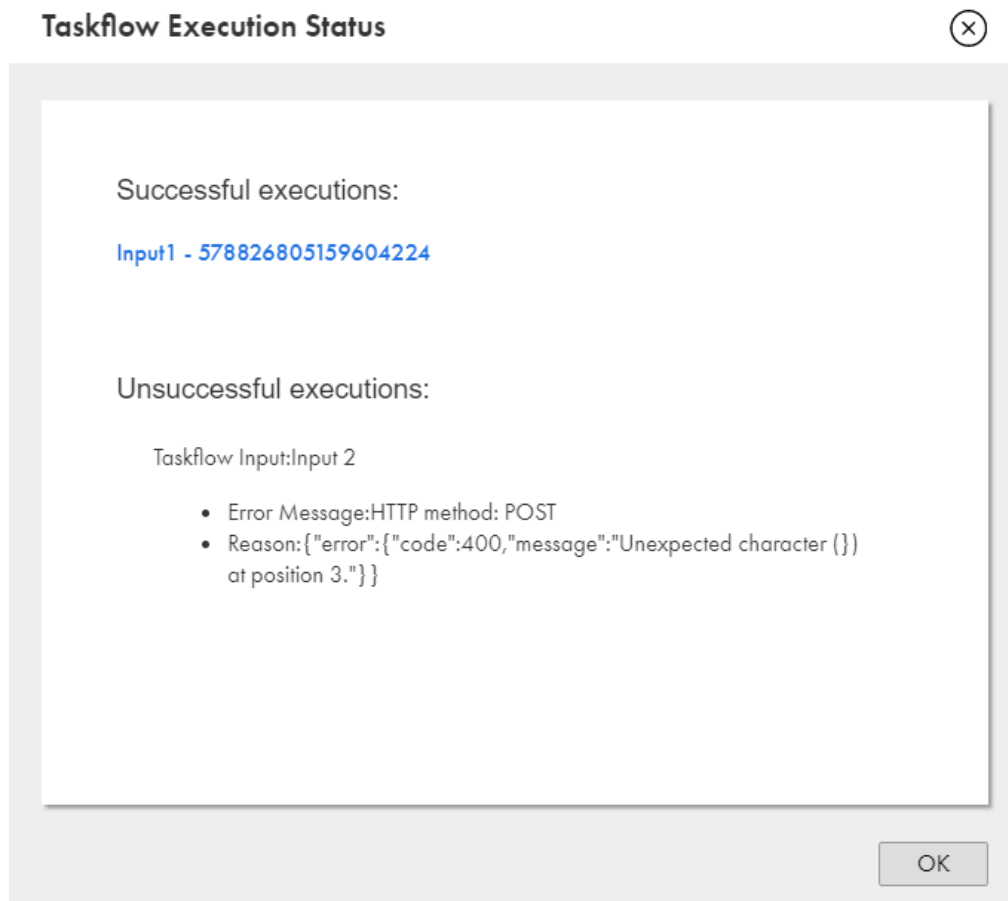 Taskflow Execution Status
Successful executions:
Input1 - 578826805159604224
Unsuccessful executions:
Taskflow Input:Input 2
• Error Message:HTTP method: POST
• Reason:{"error":{"code":400,"message":"Unexpected character (})
at position 3."}}
OK